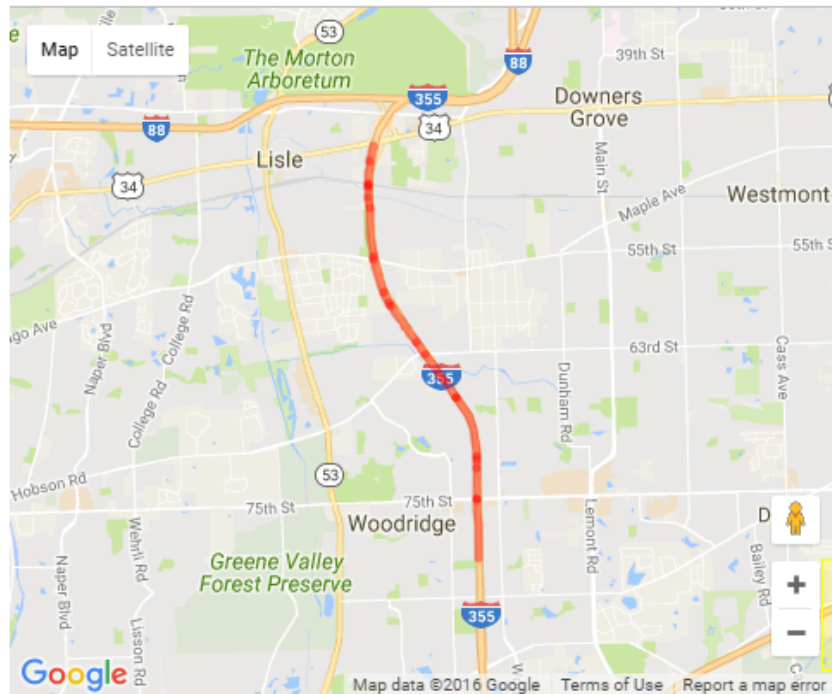 53
Map Satellite
The Morton
Arboretum
88
39th St
355
Downers
Grove
88
34
Lisle
34
Main St
Westmont
Maple Ave
55th St
55th S
ago Ave
College Rd
Naper Blvd
63rd St
355
Cass Ave
Dunham Rd
College Rd
Hobson Rd
53
75th St
75th St
Woodridge
D
Lemont Rd
Wehrli Rd
Bailey Rd
Greene Valley
Forest Preserve
Naper Blvd
Lisson Rd
+
355
−
W
Google
Map data ©2016 Google Terms of Use Report a map error